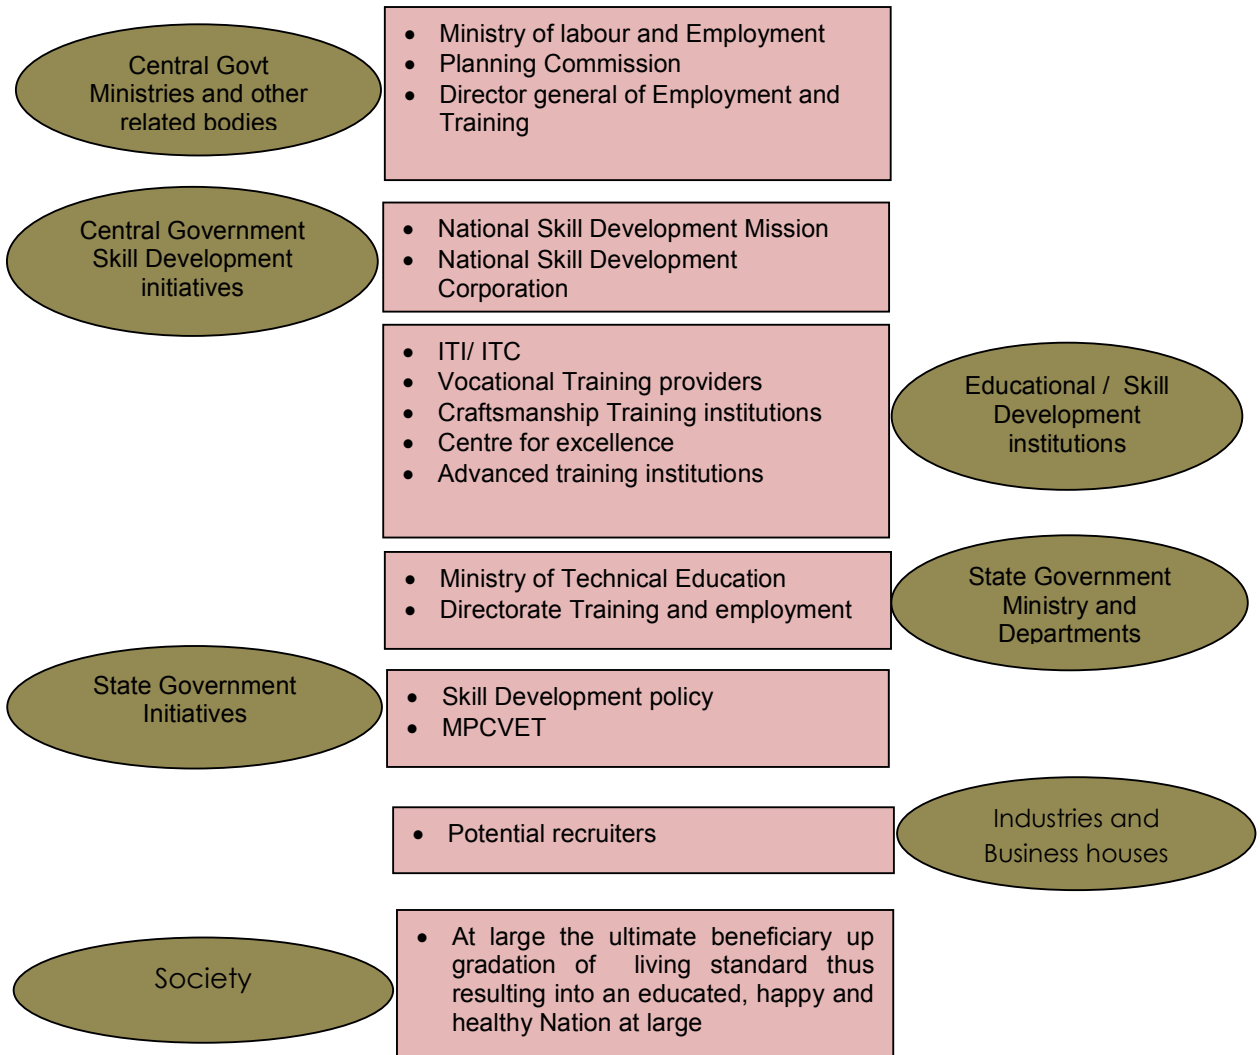 Central Govt
Ministries and other
related bodies
• Ministry of labour and Employment
• Planning Commission
• Director general of Employment and
Training
Central Government
Skill Development
initiatives
• National Skill Development Mission
• National Skill Development
Corporation
• ITI/ ITC
• Vocational Training providers
• Craftsmanship Training institutions
• Centre for excellence
• Advanced training institutions
Educational / Skill
Development
institutions
• Ministry of Technical Education
• Directorate Training and employment
State Government
Ministry and
Departments
State Government
Initiatives
• Skill Development policy
• MPCVET
• Potential recruiters
Industries and
Business houses
Society
• At large the ultimate beneficiary up
gradation of living standard thus
resulting into an educated, happy and
healthy Nation at large